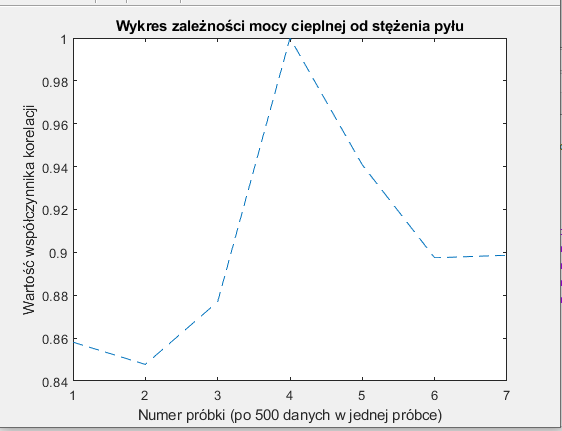 Wykres zależności mocy cieplnej od stężenia pyłu
1
0.98
0.96
0.94
0.92
0.9
0.88
0.86
0.84
Wartość współczynnika korelacji
1 2 3 4 5 6 7
Numer próbki (po 500 danych w jednej próbce)